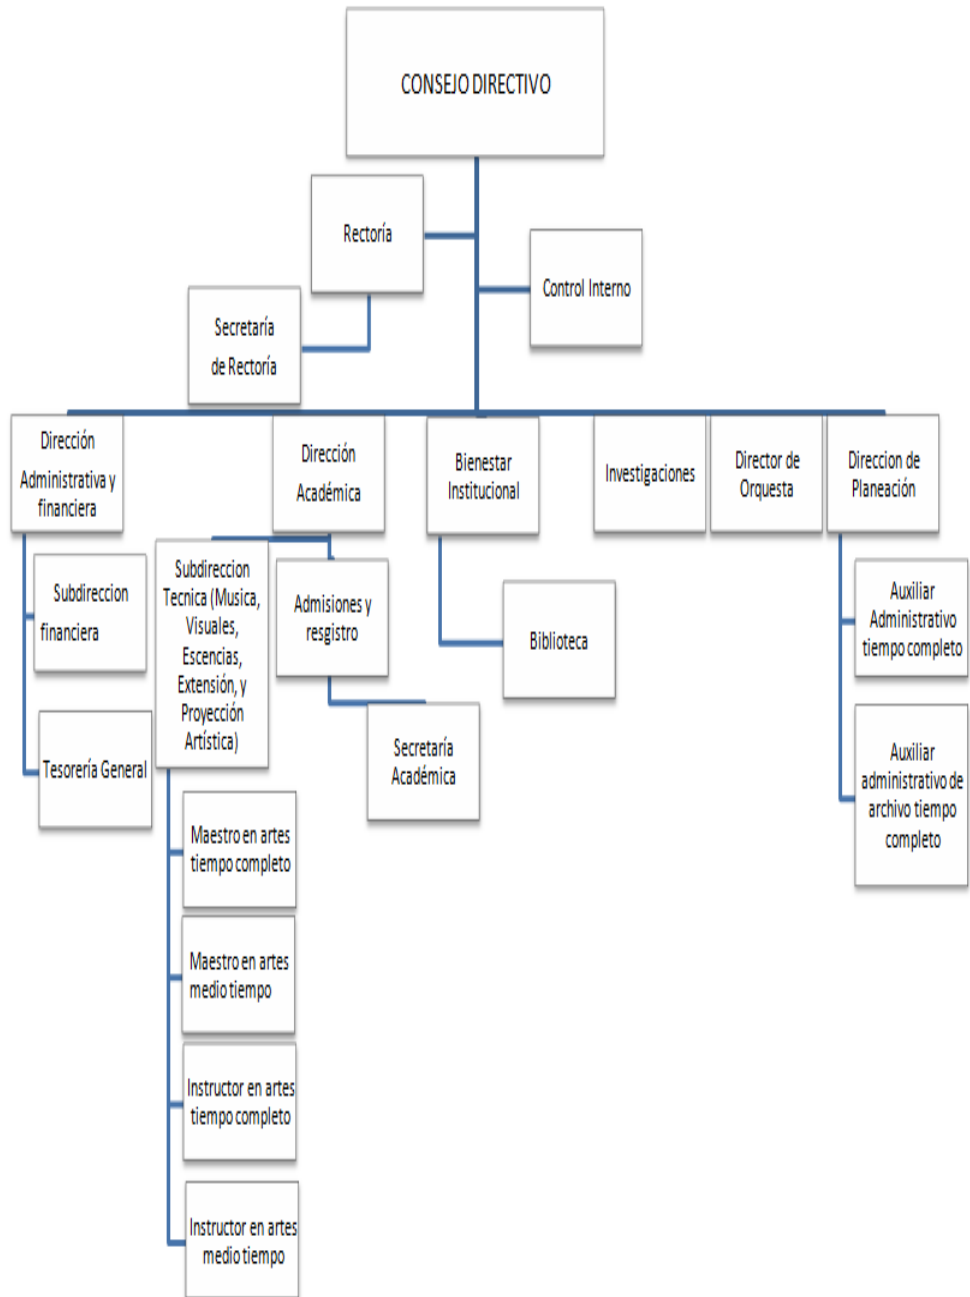 CONSEJO DIRECTIVO
Rectoría
Control Interno
Secretaría
de Rectoría
Dirección
Administrativa y
financiera
Dirección
Académica
Bienestar
Institucional
Investigaciones
Director de
Orquesta
Direccion de
Planeación
Subdireccion
financiera
Tesorería General
Subdireccion
Tecnica (Musica,
Visuales,
Escencias,
Extensión, y
Proyección
Artística)
Admisiones y
resgistro
Secretaría
Académica
Biblioteca
Auxiliar
Administrativo
tiempo completo
Auxiliar
administrativo de
archivo tiempo
completo
Maestro en artes
tiempo completo
Maestro en artes
medio tiempo
Instructor en artes
tiempo completo
Instructor en artes
medio tiempo